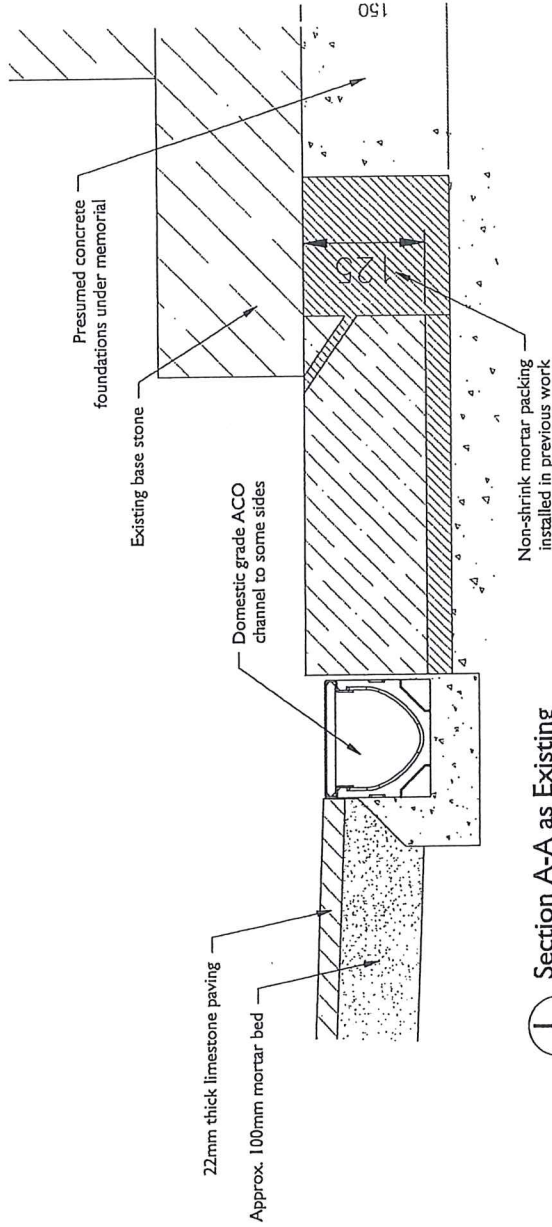 150
Presumed concrete
foundations under memorial
Existing base stone
125
Domestic grade ACO
channel to some sides
22mm thick limestone paving
Approx. 100mm mortar bed
Non-shrink mortar packing
installed in previous work
1
Section A-A as Existing